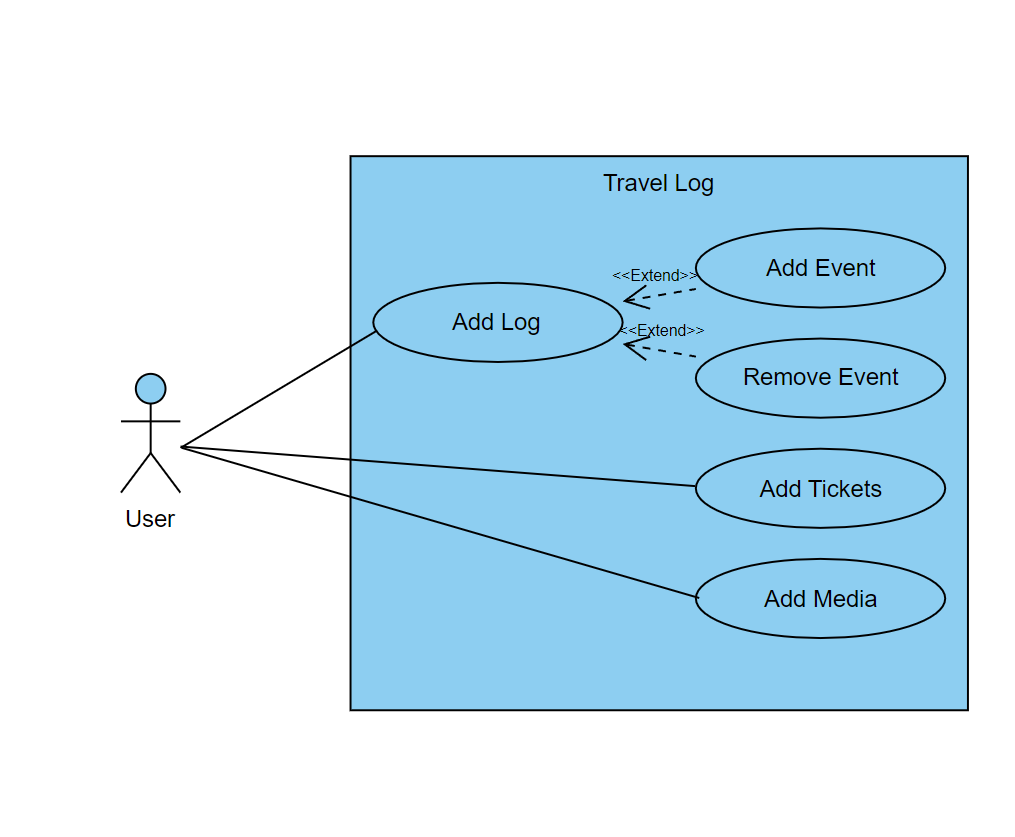 Travel Log
Add Event
<<Extend>>
Add Log
<<Extend>>
Remove Event
Add Tickets
User
Add Media